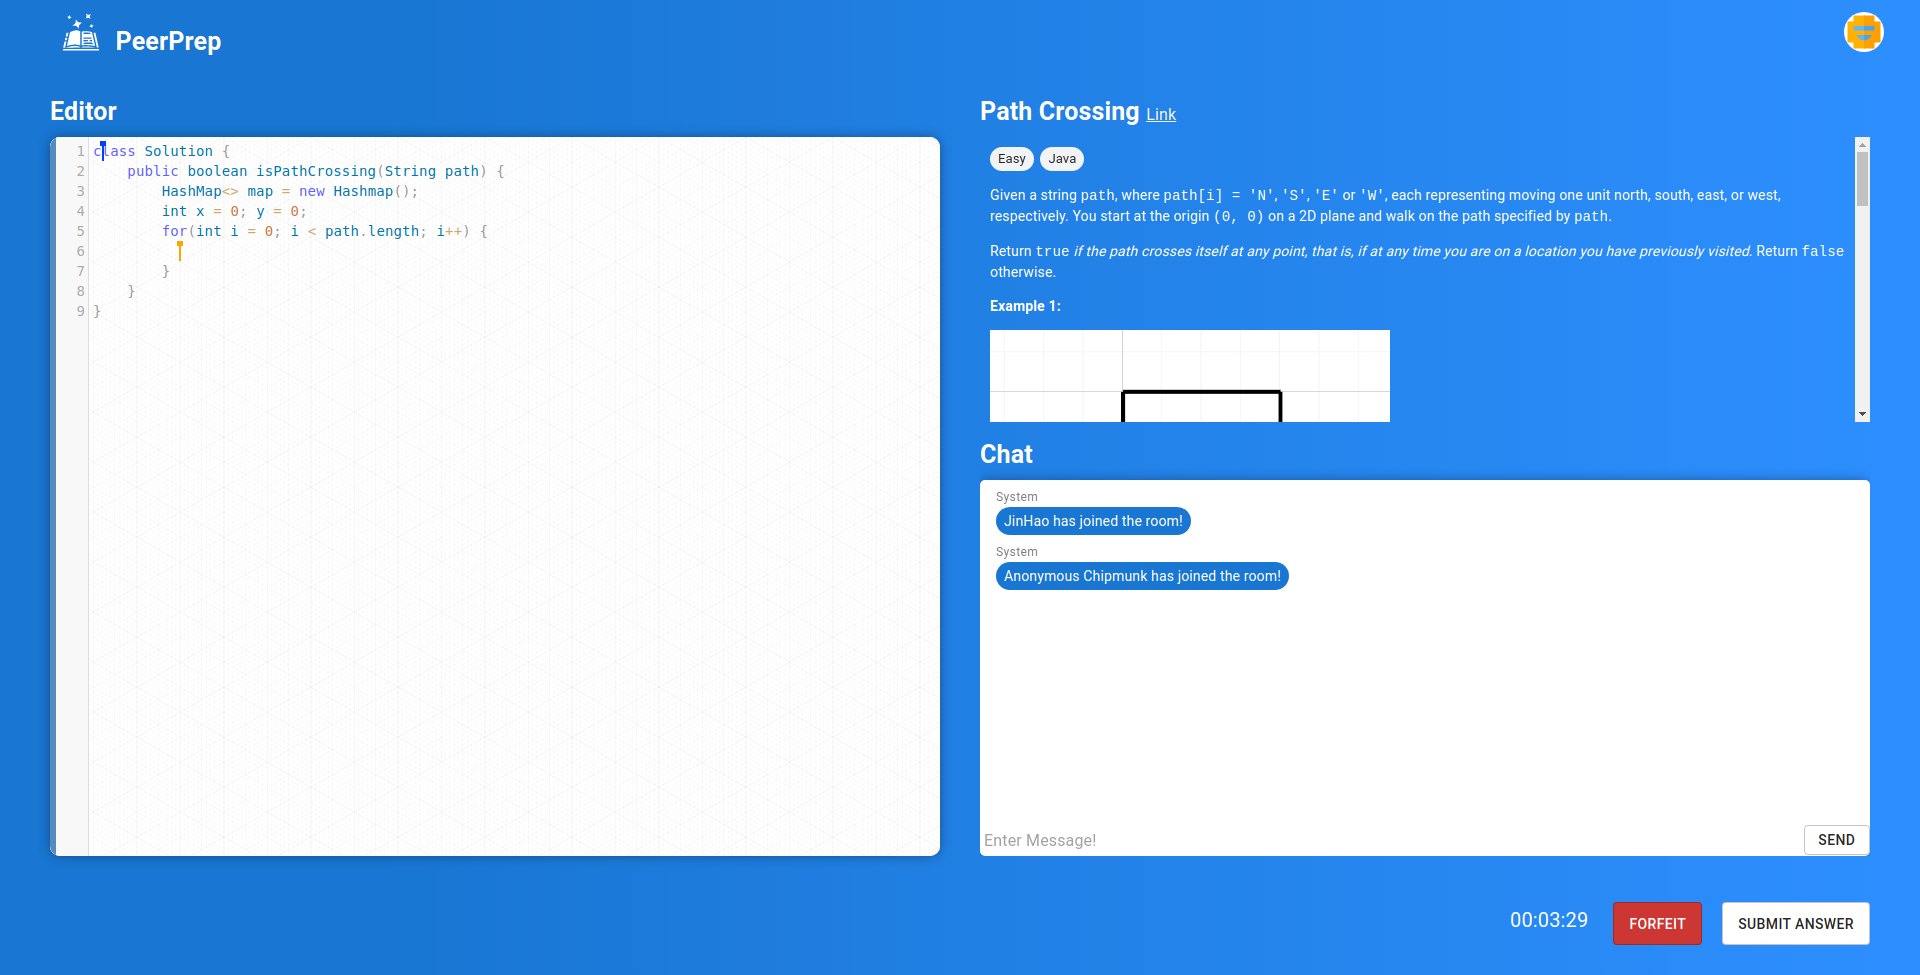 PeerPrep
Editor
1 class Solution {
2 public boolean isPathCrossing(String path) {
3 HashMap<> map = new Hashmap();
4 int x = 0; y = 0;
5 for(int i = 0; i < path.length; i++) {
6
7 }
8 }
9 }
Path Crossing Link
Easy Java
Given a string path, where path[i] = 'N','S','E' or 'W', each representing moving one unit north, south, east, or west,
respectively. You start at the origin (0, 0) on a 2D plane and walk on the path specified by path.
Return true if the path crosses itself at any point, that is, if at any time you are on a location you have previously visited. Return false
otherwise.
Example 1:
Chat
System
JinHao has joined the room!
System
Anonymous Chipmunk has joined the room!
Enter Message!
SEND
00:03:29
FORFEIT
SUBMIT ANSWER